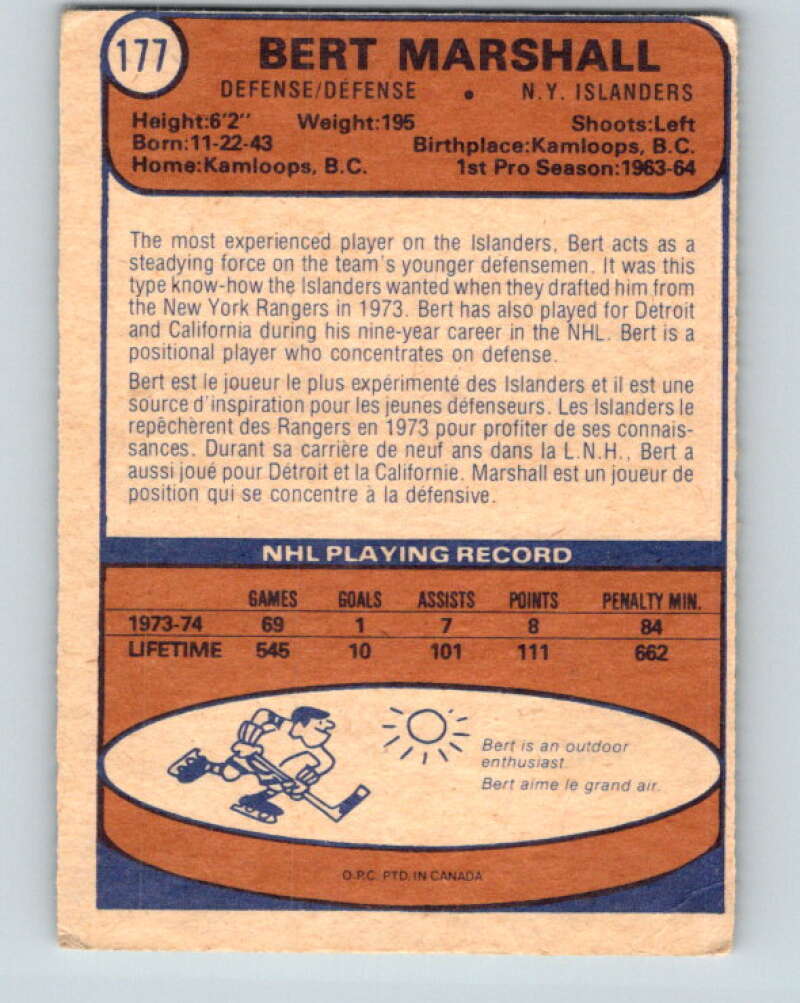 177
BERT MARSHALL
DEFENSE/DÉFENSE • N.Y. ISLANDERS
Height:6'2" Weight:195 Shoots:Left
Born:11-22-43 Birthplace:Kamloops, B.C.
Home:Kamloops, B.C. 1st Pro Season:1963-64
The most experienced player on the Islanders, Bert acts as a
steadying force on the team's younger defensemen. It was this
type know-how the Islanders wanted when they drafted him from
the New York Rangers in 1973. Bert has also played for Detroit
and California during his nine-year career in the NHL. Bert is a
positional player who concentrates on defense.
Bert est le joueur le plus expérimenté des Islanders et il est une
source d'inspiration pour les jeunes défenseurs. Les Islanders le
repêchèrent des Rangers en 1973 pour profiter de ses connais-
sances. Durant sa carrière de neuf ans dans la L.N.H., Bert a
aussi joué pour Détroit et la Californie. Marshall est un joueur de
position qui se concentre à la défensive.
NHL PLAYING RECORD
GAMES GOALS ASSISTS POINTS PENALTY MIN.
1973-74 69 1 7 8 84
LIFETIME 545 10 101 111 662
Bert is an outdoor
enthusiast.
Bert aime le grand air.
O.P.C. PTD. IN CANADA